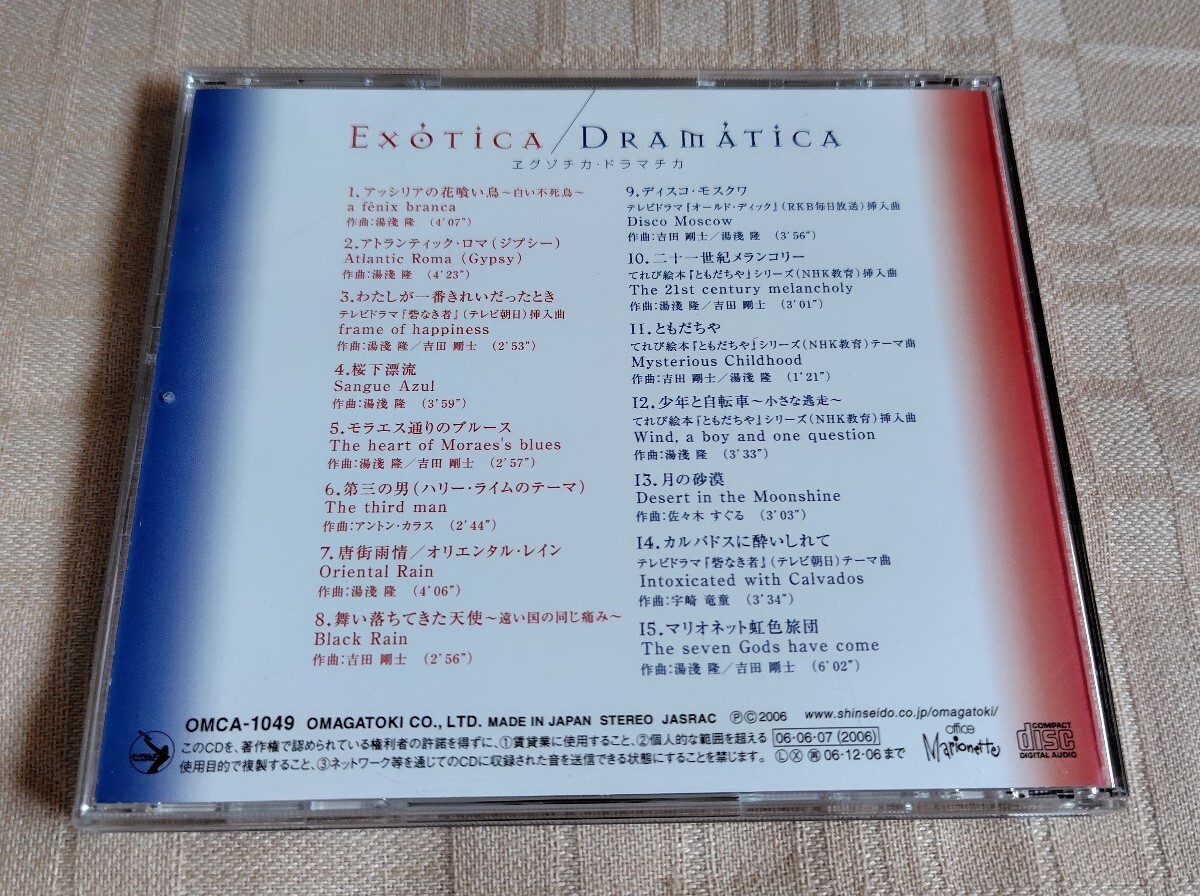 EXÓTICA / DRAMÁTICA
ヱグゾチカ・ドラマチカ
1.アッシリアの花喰い鳥～白い不死鳥～
a fênix branca
作曲:湯淺 隆 (4'07")
2.アトランティック・ロマ(ジプシー)
Atlantic Roma (Gypsy)
作曲:湯淺 隆 (4'23")
3.わたしが一番きれいだったとき
テレビドラマ『砦なき者』(テレビ朝日)挿入曲
frame of happiness
作曲:湯淺 隆/吉田 剛士 (2'53")
4.桜下漂流
Sangue Azul
作曲:湯淺 隆 (3'59")
5.モラエス通りのブルース
The heart of Moraes's blues
作曲:湯淺 隆/吉田 剛士 (2'57")
6.第三の男(ハリー・ライムのテーマ)
The third man
作曲:アントン・カラス (2'44")
7.唐街雨情/オリエンタル・レイン
Oriental Rain
作曲:湯淺 隆 (4'06")
8.舞い落ちてきた天使～遠い国の同じ痛み～
Black Rain
作曲:吉田 剛士 (2'56")
9.ディスコ・モスクワ
テレビドラマ『オールド・ディック』(RKB毎日放送)挿入曲
Disco Moscow
作曲:吉田 剛士/湯淺 隆 (3'56")
10.二十一世紀メランコリー
てれび絵本『ともだちや』シリーズ(NHK教育)挿入曲
The 21st century melancholy
作曲:湯淺 隆/吉田 剛士 (3'01")
11.ともだちや
てれび絵本『ともだちや』シリーズ(NHK教育)テーマ曲
Mysterious Childhood
作曲:吉田 剛士/湯淺 隆 (1'21")
12.少年と自転車～小さな逃走～
てれび絵本『ともだちや』シリーズ(NHK教育)挿入曲
Wind, a boy and one question
作曲:湯淺 隆 (3'33")
13.月の砂漠
Desert in the Moonshine
作曲:佐々木 すぐる (3'03")
14.カルバドスに酔いしれて
テレビドラマ『砦なき者』(テレビ朝日)テーマ曲
Intoxicated with Calvados
作曲:宇崎 竜童 (3'34")
15.マリオネット虹色旅団
The seven Gods have come
作曲:湯淺 隆/吉田 剛士 (6'02")
OMCA-1049 OMAGATOKI CO., LTD. MADE IN JAPAN STEREO JASRAC ⓅⒸ2006 www.shinseido.co.jp/omagatoki/
このCDを、著作権で認められている権利者の許諾を得ずに、①賃貸業に使用すること、②個人的な範囲を超える 06-06-07 (2006)
使用目的で複製すること、③ネットワーク等を通じてのCDに収録された音を送信できる状態にすることを禁じます。 Ⓛ Ⓧ ㊢ 06・12・06まで
office
Marionette
COMPACT
disc
DIGITAL AUDIO